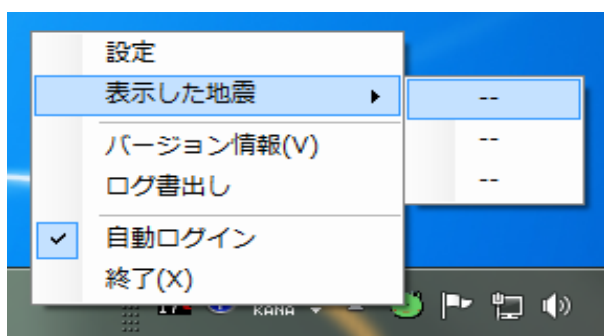 設定
表示した地震
--
--
--
バージョン情報(V)
ログ書出し
自動ログイン
終了(X)
KANA